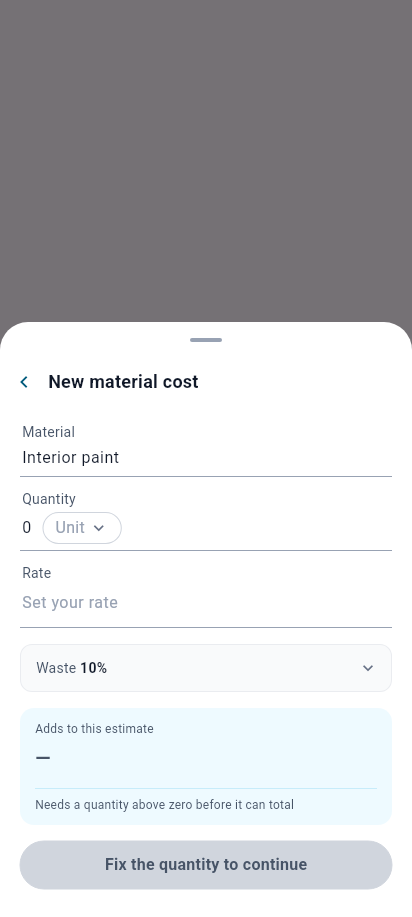 New material cost
Material
Interior paint
Quantity
0 Unit
Rate
Set your rate
Waste 10%
Adds to this estimate
—
Needs a quantity above zero before it can total
Fix the quantity to continue